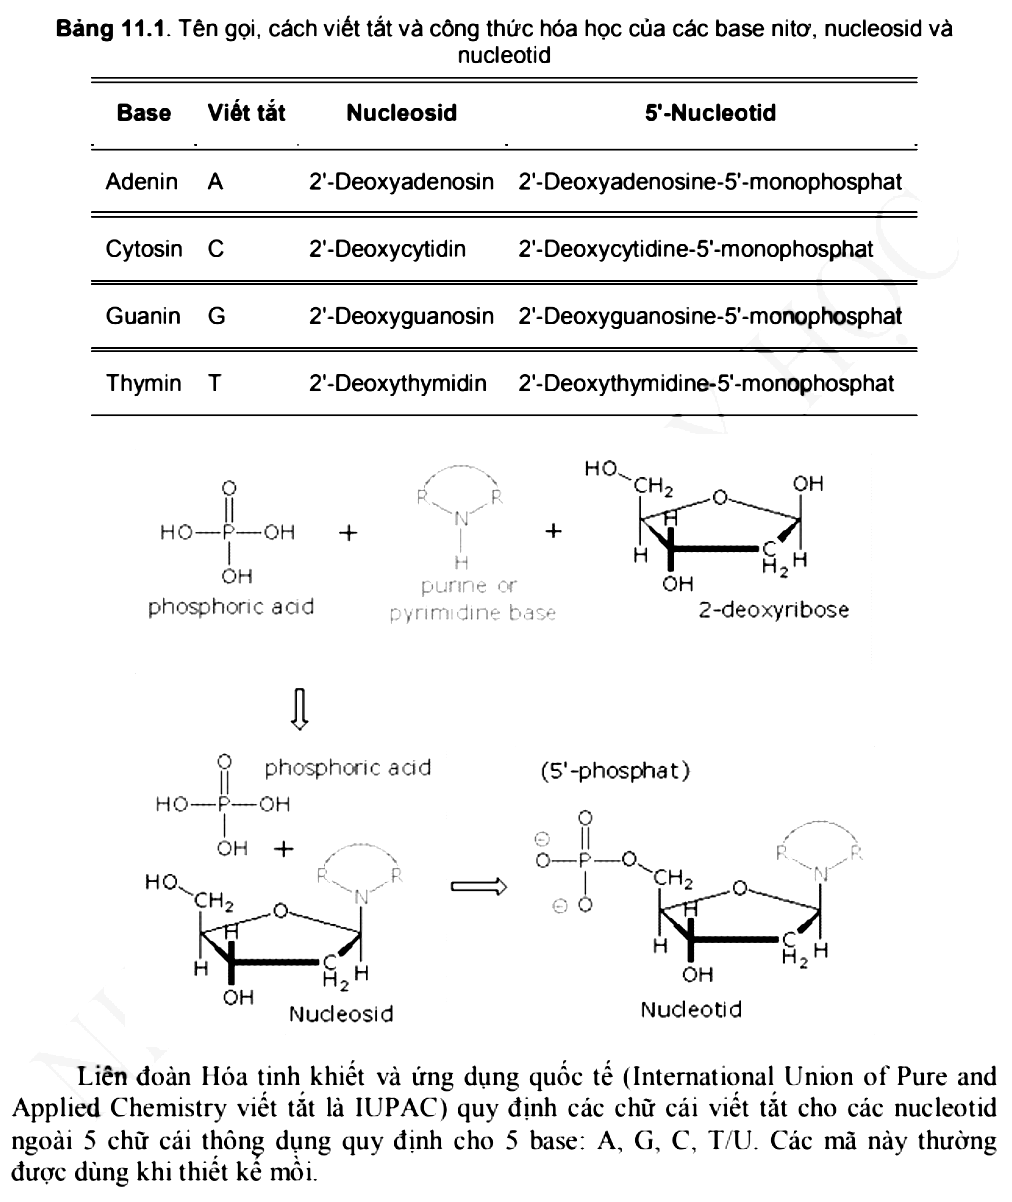 Bảng 11.1. Tên gọi, cách viết tắt và công thức hóa học của các base nitơ, nucleosid và
nucleotid
Base Viết tắt Nucleosid 5'-Nucleotid
Adenin A 2'-Deoxyadenosin 2'-Deoxyadenosine-5'-monophosphat
Cytosin C 2'-Deoxycytidin 2'-Deoxycytidine-5'-monophosphat
Guanin G 2'-Deoxyguanosin 2'-Deoxyguanosine-5'-monophosphat
Thymin T 2'-Deoxythymidin 2'-Deoxythymidine-5'-monophosphat
O
HO—P—OH
OH
phosphoric acid
+
R R
N
H
purine or
pyrimidine base
+
HO
CH2
O
OH
H
H
C
H2
H
OH
2-deoxyribose
O
phosphoric acid
HO—P—OH
OH
+
R R
N
HO
CH2
O
H
H
C
H2
H
OH
Nucleosid
(5'-phosphat)
O
⊖
O—P—O
⊖ O
CH2
R R
N
O
H
H
C
H2
H
OH
Nucleotid
Liên đoàn Hóa tinh khiết và ứng dụng quốc tế (International Union of Pure and
Applied Chemistry viết tắt là IUPAC) quy định các chữ cái viết tắt cho các nucleotid
ngoài 5 chữ cái thông dụng quy định cho 5 base: A, G, C, T/U. Các mã này thường
được dùng khi thiết kế mồi.